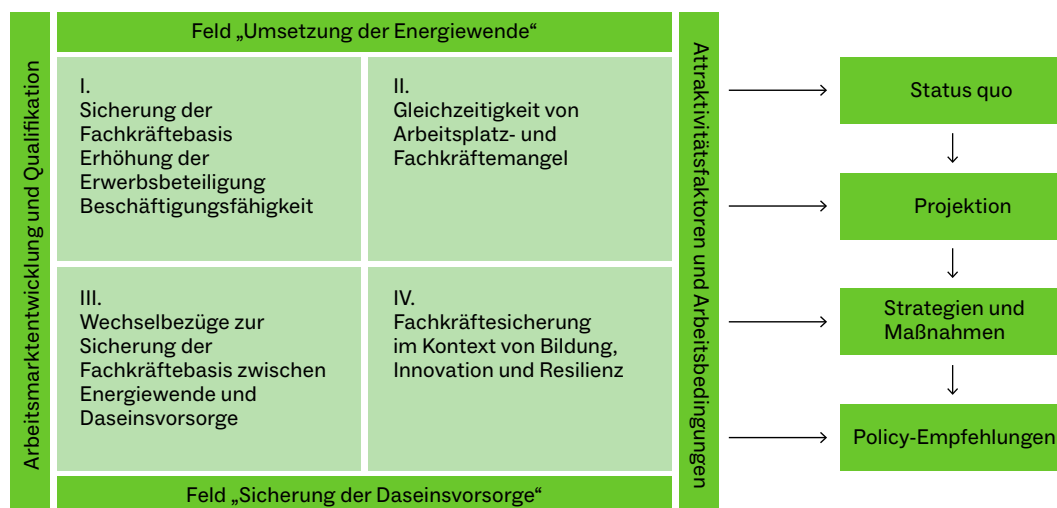 Feld „Umsetzung der Energiewende“
Arbeitsmarktentwicklung und Qualifikation
I.
Sicherung der
Fachkräftebasis
Erhöhung der
Erwerbsbeteiligung
Beschäftigungsfähigkeit
II.
Gleichzeitigkeit von
Arbeitsplatz- und
Fachkräftemangel
III.
Wechselbezüge zur
Sicherung der
Fachkräftebasis zwischen
Energiewende und
Daseinsvorsorge
IV.
Fachkräftesicherung
im Kontext von Bildung,
Innovation und Resilienz
Feld „Sicherung der Daseinsvorsorge“
Attraktivitätsfaktoren und Arbeitsbedingungen
Status quo
Projektion
Strategien und
Maßnahmen
Policy-Empfehlungen